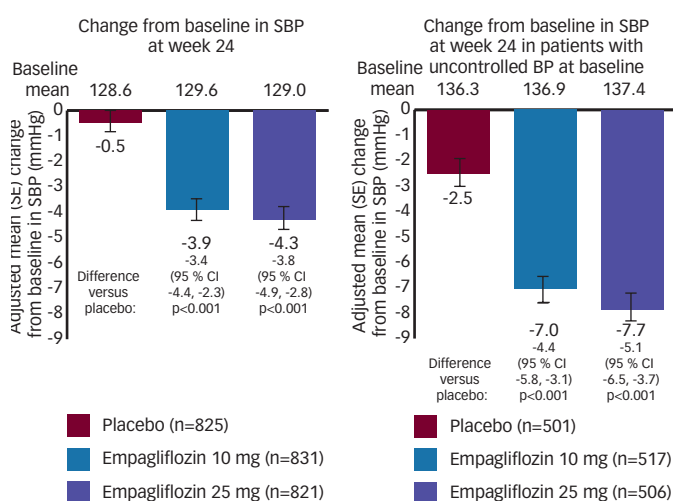 Change from baseline in SBP
at week 24
Baseline
mean
128.6
129.6
129.0
Adjusted mean (SE) change
from baseline in SBP (mmHg)
0
-1
-2
-3
-4
-5
-6
-7
-8
-9
-0.5
-3.9
-3.4
(95 % CI
-4.4, -2.3)
p<0.001
-4.3
-3.8
(95 % CI
-4.9, -2.8)
p<0.001
Difference
versus
placebo:
Placebo (n=825)
Empagliflozin 10 mg (n=831)
Empagliflozin 25 mg (n=821)
Change from baseline in SBP
at week 24 in patients with
uncontrolled BP at baseline
Baseline
mean
136.3
136.9
137.4
Adjusted mean (SE) change
from baseline in SBP (mmHg)
0
-1
-2
-3
-4
-5
-6
-7
-8
-9
-2.5
-7.0
-4.4
(95 % CI
-5.8, -3.1)
p<0.001
-7.7
-5.1
(95 % CI
-6.5, -3.7)
p<0.001
Difference
versus
placebo:
Placebo (n=501)
Empagliflozin 10 mg (n=517)
Empagliflozin 25 mg (n=506)